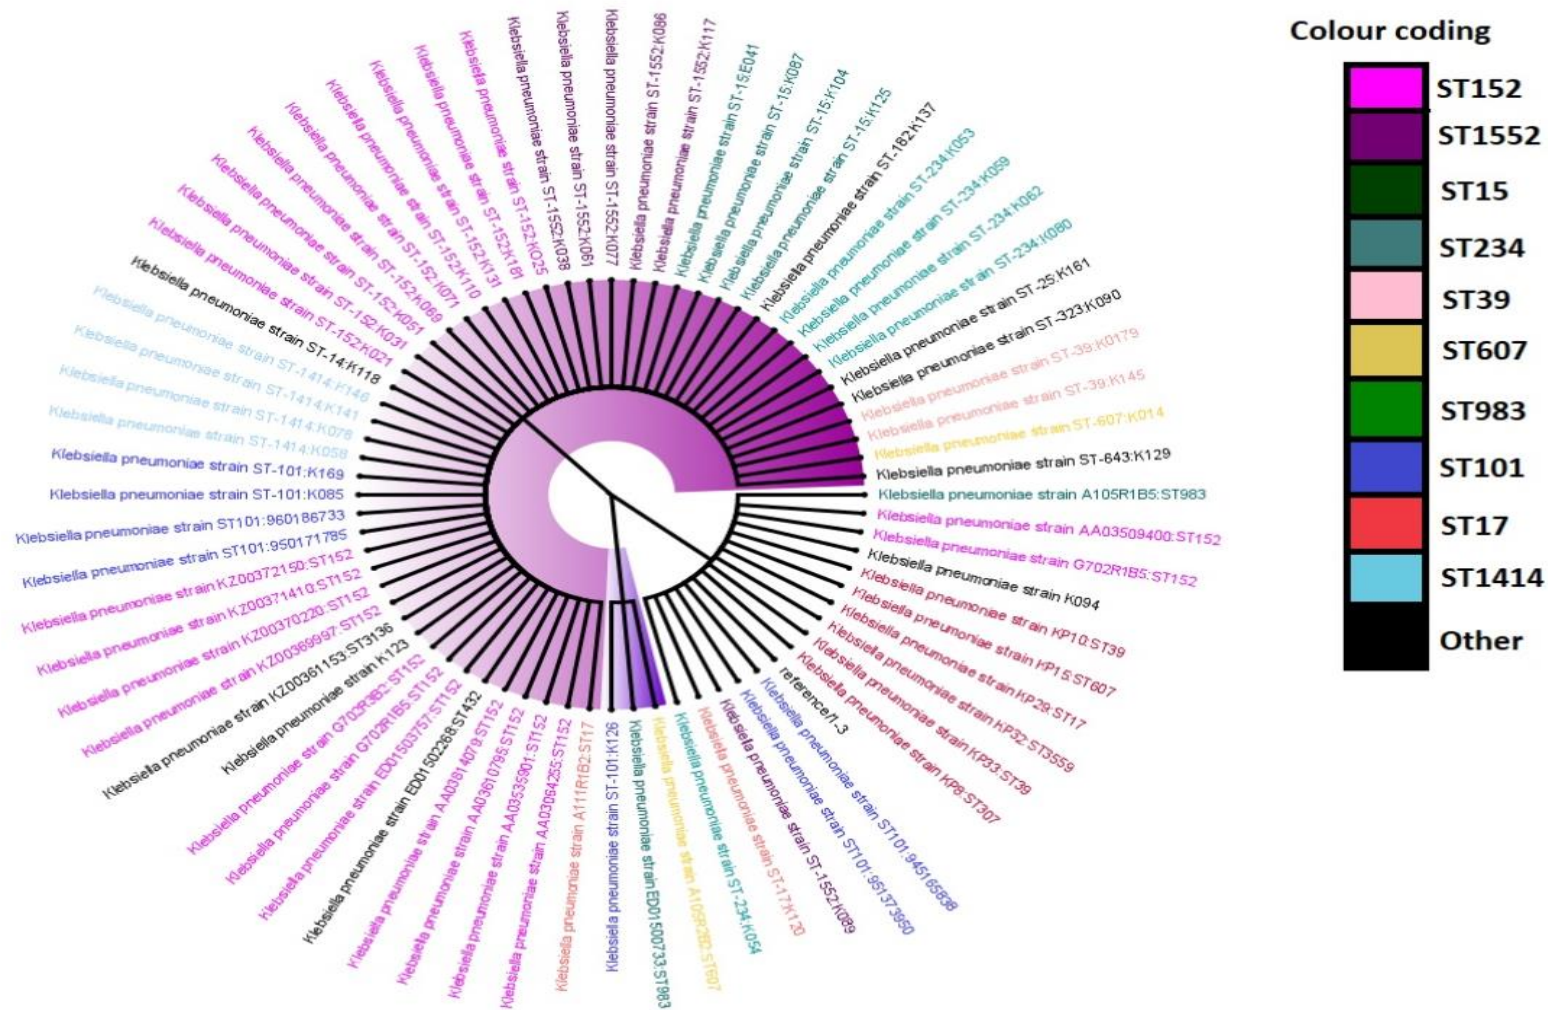 Colour coding
ST152
ST1552
ST15
ST234
ST39
ST607
ST983
ST101
ST17
ST1414
Other
Klebsiella pneumoniae strain ST-1552:K038
Klebsiella pneumoniae strain ST-1552:K061
Klebsiella pneumoniae strain ST-1552:K077
Klebsiella pneumoniae strain ST-1552:K086
Klebsiella pneumoniae strain ST-1552:K117
Klebsiella pneumoniae strain ST-15:E041
Klebsiella pneumoniae strain ST-15:K087
Klebsiella pneumoniae strain ST-15:K104
Klebsiella pneumoniae strain ST-15:K125
Klebsiella pneumoniae strain ST-182:K137
Klebsiella pneumoniae strain ST-234:K053
Klebsiella pneumoniae strain ST-234:K059
Klebsiella pneumoniae strain ST-234:K062
Klebsiella pneumoniae strain ST-234:K080
Klebsiella pneumoniae strain ST-25:K161
Klebsiella pneumoniae strain ST-323:K090
Klebsiella pneumoniae strain ST-39:K0179
Klebsiella pneumoniae strain ST-39:K145
Klebsiella pneumoniae strain ST-607:K014
Klebsiella pneumoniae strain ST-643:K129
Klebsiella pneumoniae strain A105R1B5:ST983
Klebsiella pneumoniae strain AA03509400:ST152
Klebsiella pneumoniae strain G702R1B5:ST152
Klebsiella pneumoniae strain K094
Klebsiella pneumoniae strain KP10:ST39
Klebsiella pneumoniae strain KP15:ST607
Klebsiella pneumoniae strain KP29:ST17
Klebsiella pneumoniae strain KP32:ST3559
Klebsiella pneumoniae strain KP33:ST39
Klebsiella pneumoniae strain KP8:ST307
reference/1-3
Klebsiella pneumoniae strain ST101:945165838
Klebsiella pneumoniae strain ST101:951373950
Klebsiella pneumoniae strain ST-1552:K089
Klebsiella pneumoniae strain ST-17:K120
Klebsiella pneumoniae strain ST-234:K054
Klebsiella pneumoniae strain A105R2B2:ST607
Klebsiella pneumoniae strain ED01500733:ST983
Klebsiella pneumoniae strain ST-101:K126
Klebsiella pneumoniae strain A111R1B2:ST17
Klebsiella pneumoniae strain AA03064255:ST152
Klebsiella pneumoniae strain AA03535901:ST152
Klebsiella pneumoniae strain AA03610795:ST152
Klebsiella pneumoniae strain AA03814079:ST152
Klebsiella pneumoniae strain ED01502268:ST432
Klebsiella pneumoniae strain ED01503757:ST152
Klebsiella pneumoniae strain G702R1B5:ST152
Klebsiella pneumoniae strain G703R3B2:ST152
Klebsiella pneumoniae strain K123
Klebsiella pneumoniae strain KZ00361153:ST3136
Klebsiella pneumoniae strain KZ00369997:ST152
Klebsiella pneumoniae strain KZ00370220:ST152
Klebsiella pneumoniae strain KZ00371410:ST152
Klebsiella pneumoniae strain KZ00372150:ST152
Klebsiella pneumoniae strain ST101:950171785
Klebsiella pneumoniae strain ST101:960186733
Klebsiella pneumoniae strain ST-101:K085
Klebsiella pneumoniae strain ST-101:K169
Klebsiella pneumoniae strain ST-1414:K058
Klebsiella pneumoniae strain ST-1414:K076
Klebsiella pneumoniae strain ST-1414:K141
Klebsiella pneumoniae strain ST-1414:K146
Klebsiella pneumoniae strain ST-14:K118
Klebsiella pneumoniae strain ST-152:K021
Klebsiella pneumoniae strain ST-152:K031
Klebsiella pneumoniae strain ST-152:K051
Klebsiella pneumoniae strain ST-152:K069
Klebsiella pneumoniae strain ST-152:K071
Klebsiella pneumoniae strain ST-152:K110
Klebsiella pneumoniae strain ST-152:K131
Klebsiella pneumoniae strain ST-152:K181
Klebsiella pneumoniae strain ST-152:KO25